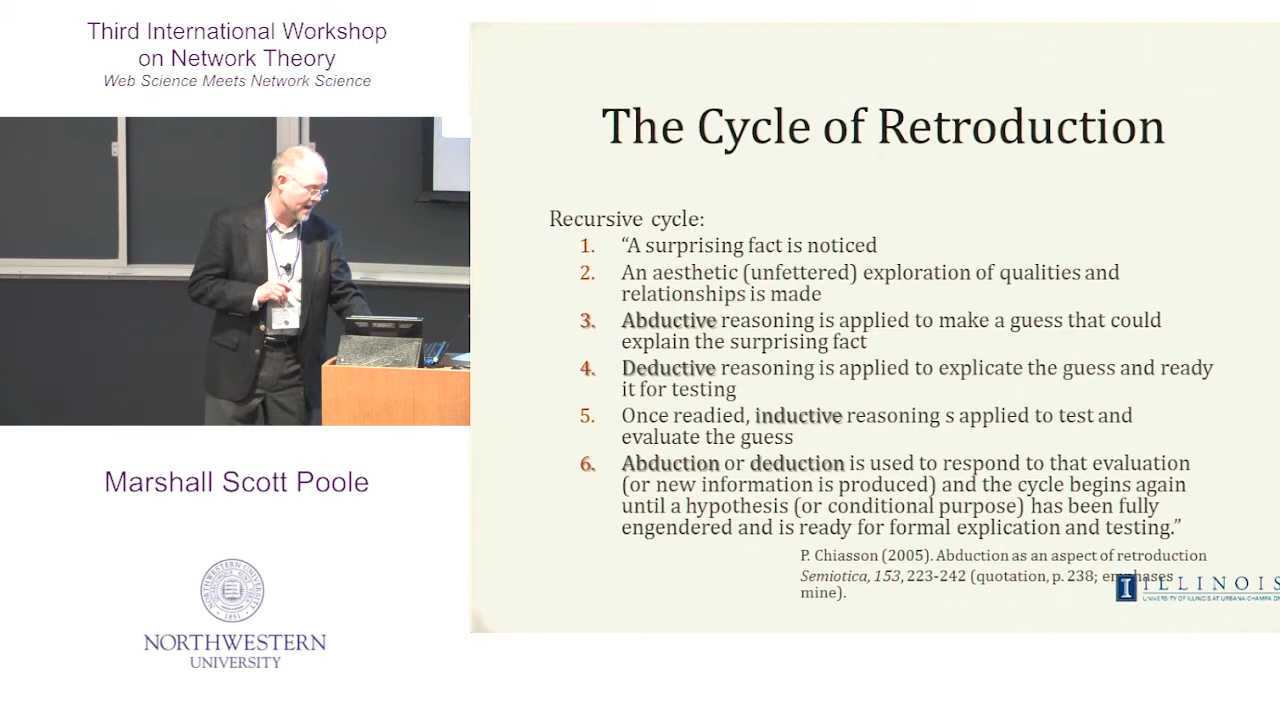 Third International Workshop
on Network Theory
Web Science Meets Network Science
The Cycle of Retroduction
Recursive cycle:
1. “A surprising fact is noticed
2. An aesthetic (unfettered) exploration of qualities and
relationships is made
3. Abductive reasoning is applied to make a guess that could
explain the surprising fact
4. Deductive reasoning is applied to explicate the guess and ready
it for testing
5. Once readied, inductive reasoning s applied to test and
evaluate the guess
6. Abduction or deduction is used to respond to that evaluation
(or new information is produced) and the cycle begins again
until a hypothesis (or conditional purpose) has been fully
engendered and is ready for formal explication and testing.”
P. Chiasson (2005). Abduction as an aspect of retroduction
Semiotica, 153, 223-242 (quotation, p. 238; emphases
mine).
I ILLINOIS
UNIVERSITY OF ILLINOIS AT URBANA-CHAMPAIGN
Marshall Scott Poole
1851
NORTHWESTERN
UNIVERSITY